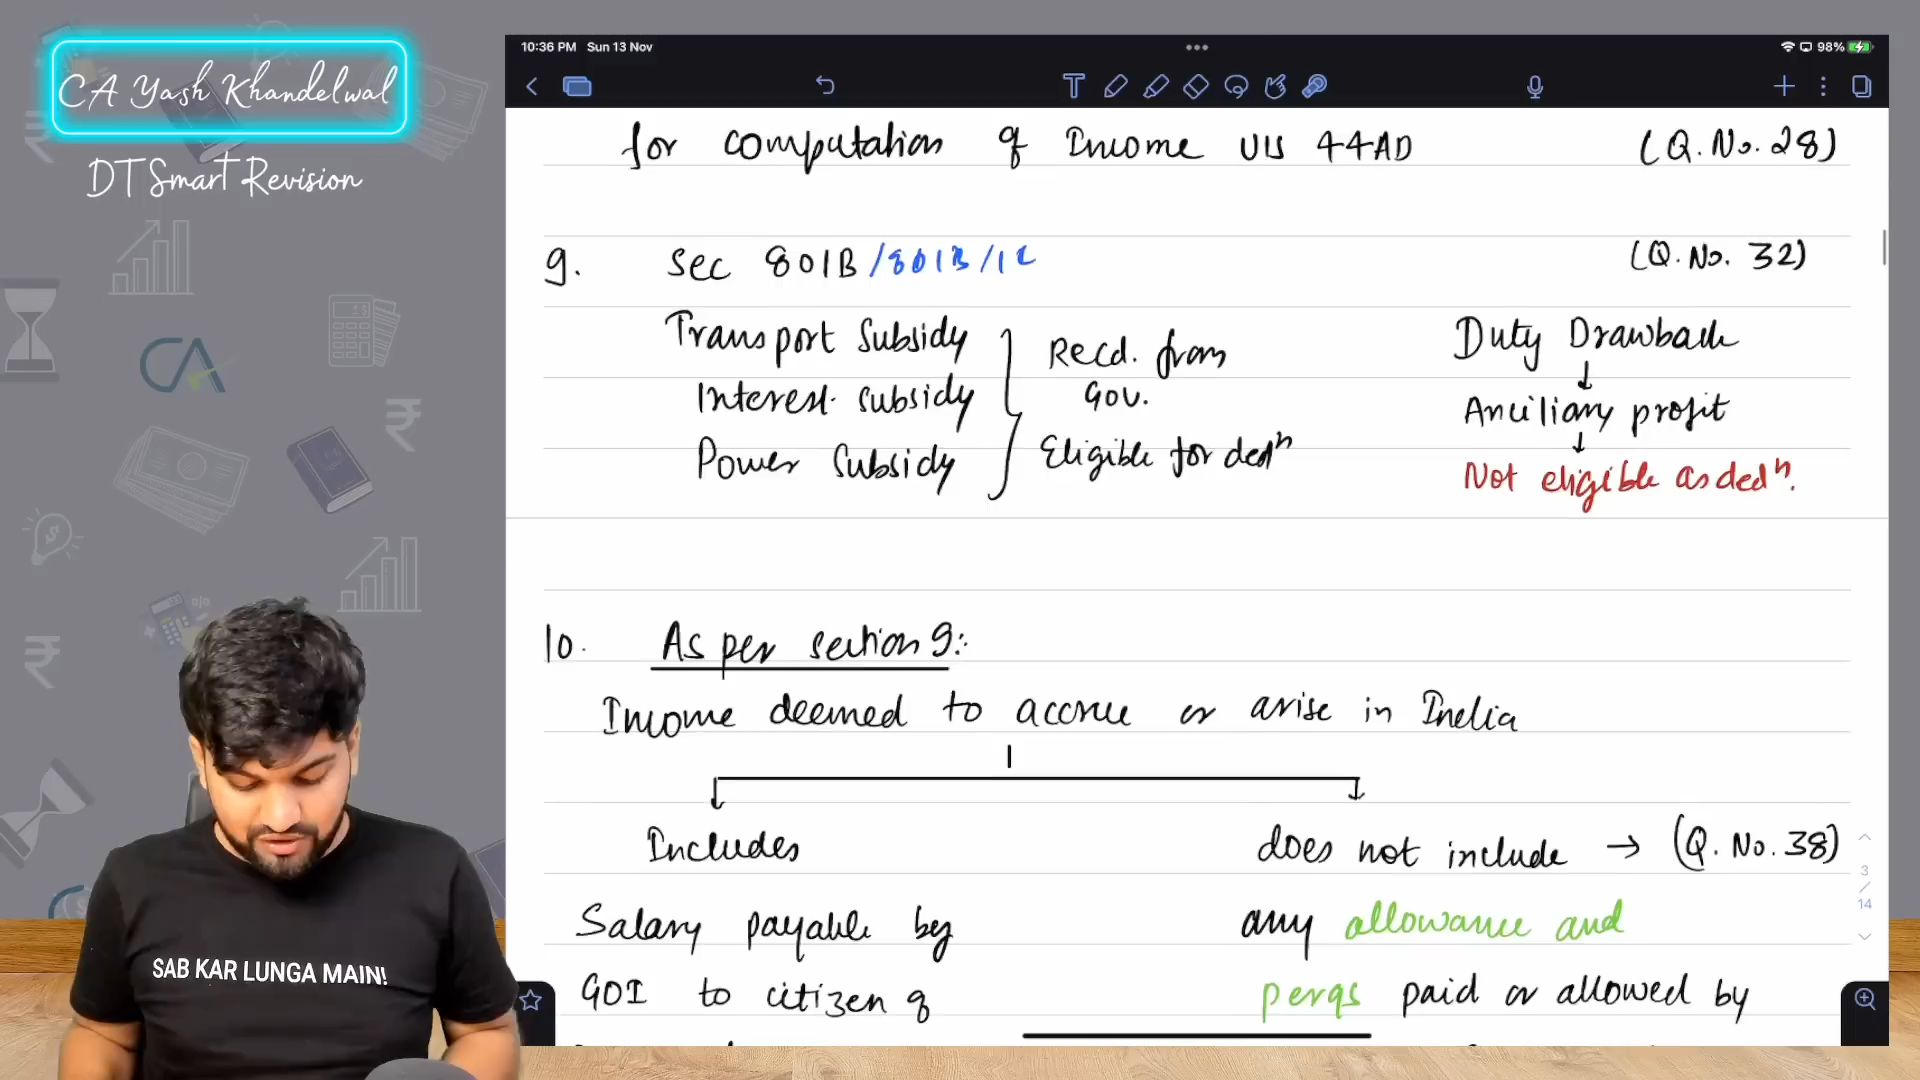 CA Yash Khandelwal
DT Smart Revision
10:36 PM Sun 13 Nov
98%
for computation of Income U/S 44AD (Q.No.28)
9. Sec 80IB /80IB/IC (Q.No. 32)
Transport Subsidy
Interest Subsidy
Power Subsidy
Recd. from
Gov.
Eligible for dedn
Duty Drawback
↓
Anciliary profit
↓
Not eligible as dedn.
10. As per section 9:
Income deemed to accrue or arise in India
Includes
does not include → (Q.No.38)
Salary payable by
GOI to citizen of
any allowance and
perqs paid or allowed by
3
/
14
CA
SAB KAR LUNGA MAIN!